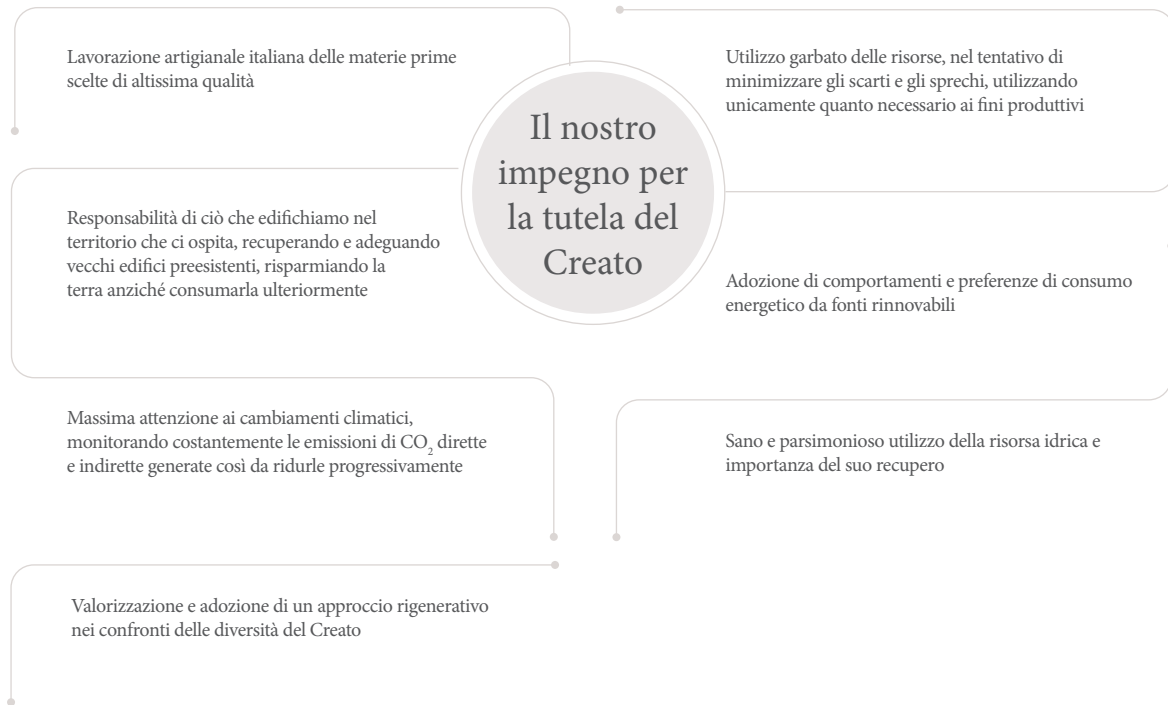 Il nostro
impegno per
la tutela del
Creato
Lavorazione artigianale italiana delle materie prime
scelte di altissima qualità
Responsabilità di ciò che edifichiamo nel
territorio che ci ospita, recuperando e adeguando
vecchi edifici preesistenti, risparmiando la
terra anziché consumarla ulteriormente
Massima attenzione ai cambiamenti climatici,
monitorando costantemente le emissioni di CO₂ dirette
e indirette generate così da ridurle progressivamente
Valorizzazione e adozione di un approccio rigenerativo
nei confronti delle diversità del Creato
Utilizzo garbato delle risorse, nel tentativo di
minimizzare gli scarti e gli sprechi, utilizzando
unicamente quanto necessario ai fini produttivi
Adozione di comportamenti e preferenze di consumo
energetico da fonti rinnovabili
Sano e parsimonioso utilizzo della risorsa idrica e
importanza del suo recupero